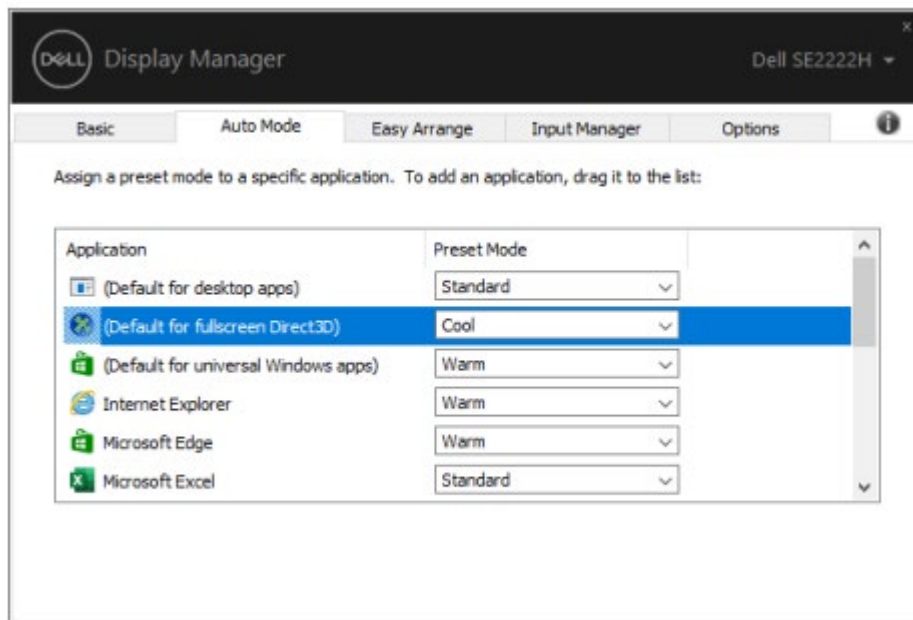 DELL Display Manager
Dell SE2222H
Basic Auto Mode Easy Arrange Input Manager Options
Assign a preset mode to a specific application. To add an application, drag it to the list:
Application Preset Mode
(Default for desktop apps) Standard
(Default for fullscreen Direct3D) Cool
(Default for universal Windows apps) Warm
Internet Explorer Warm
Microsoft Edge Warm
Microsoft Excel Standard